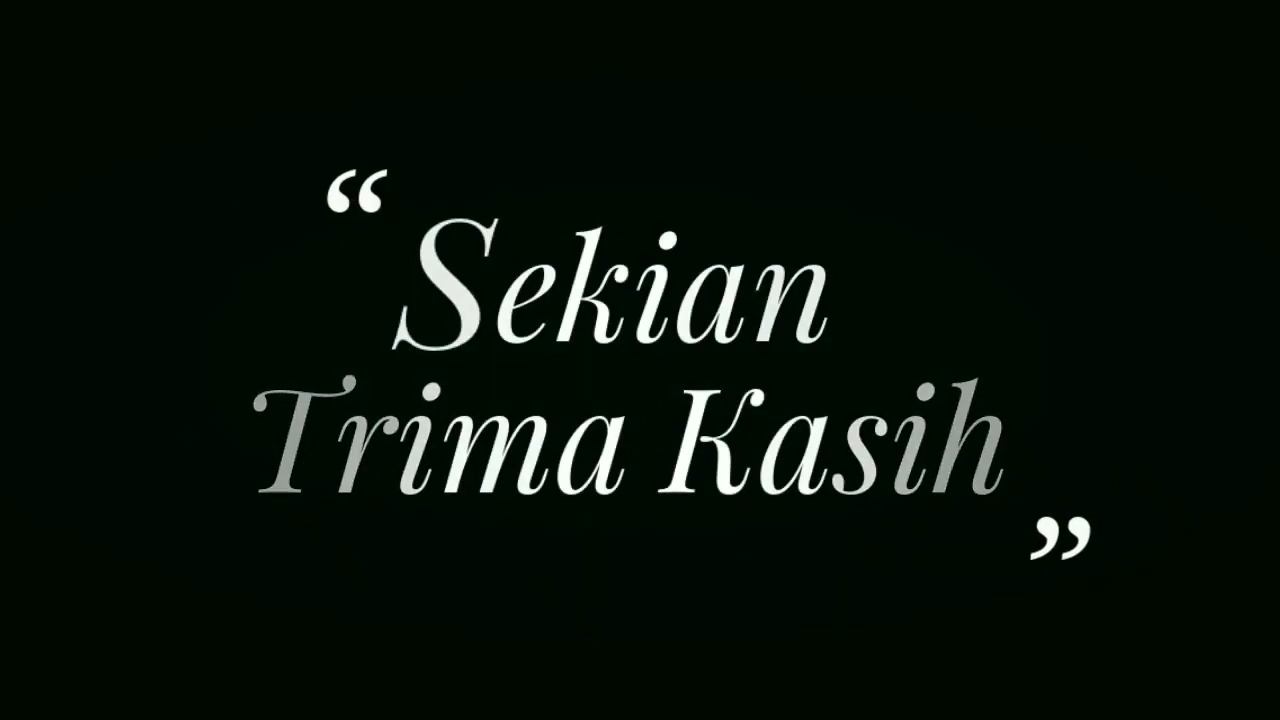 “ Sekian
Trima Kasih ”